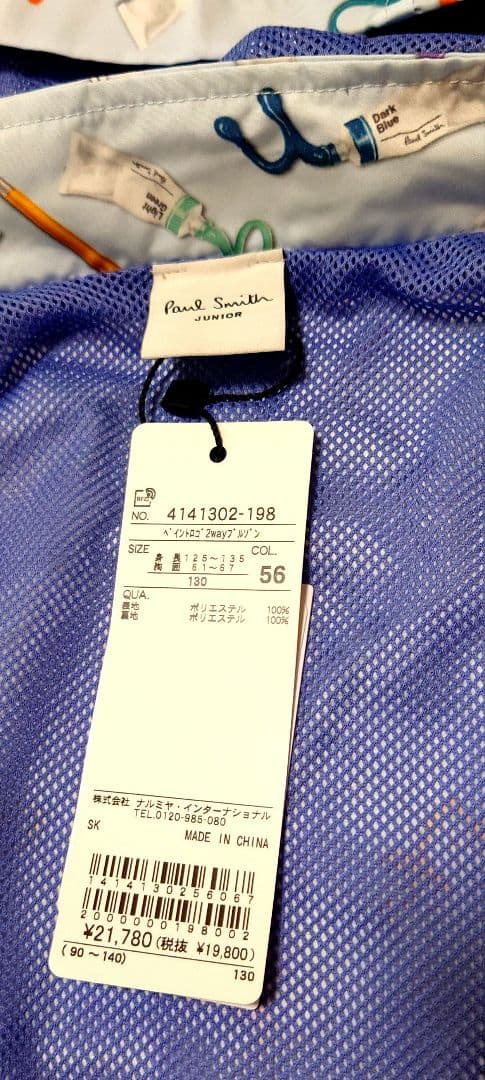 Dark
Blue
Paul Smith
Light
Green
Paul Smith
Paul Smith
JUNIOR
NO. 4141302-198
ペイントロゴ2wayブルゾン
SIZE
COL.
身 長 125～135
胸 囲 61～67
56
130
QUA.
表地 ポリエステル 100%
裏地 ポリエステル 100%
株式会社 ナルミヤ・インターナショナル
TEL.0120-985-080
SK
MADE IN CHINA
1414130256067
2000000198002
¥21,780(税抜 ¥19,800)
(90～140)
130